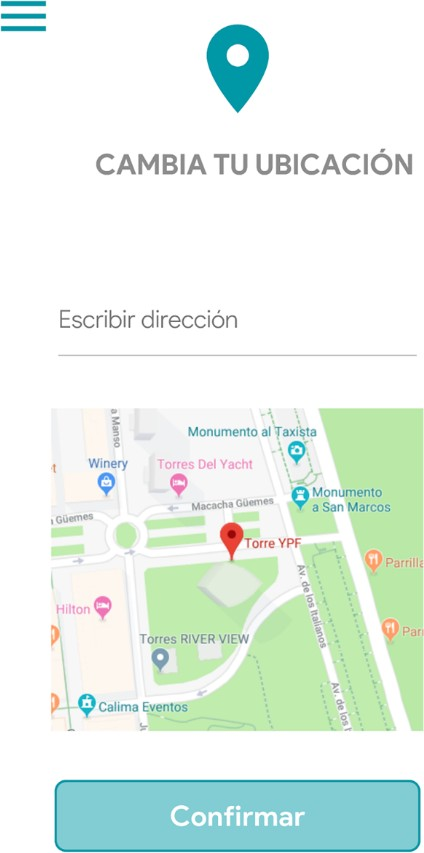 CAMBIA TU UBICACIÓN
Escribir dirección
a Manso
Monumento al Taxista
Winery
Torres Del Yacht
Monumento
a San Marcos
Macacha Güemes
a Güemes
Torre YPF
Parrilla
Av. de los Italianos
Hilton
Parri
Torres RIVER VIEW
Av. de los I
Calima Eventos
Confirmar